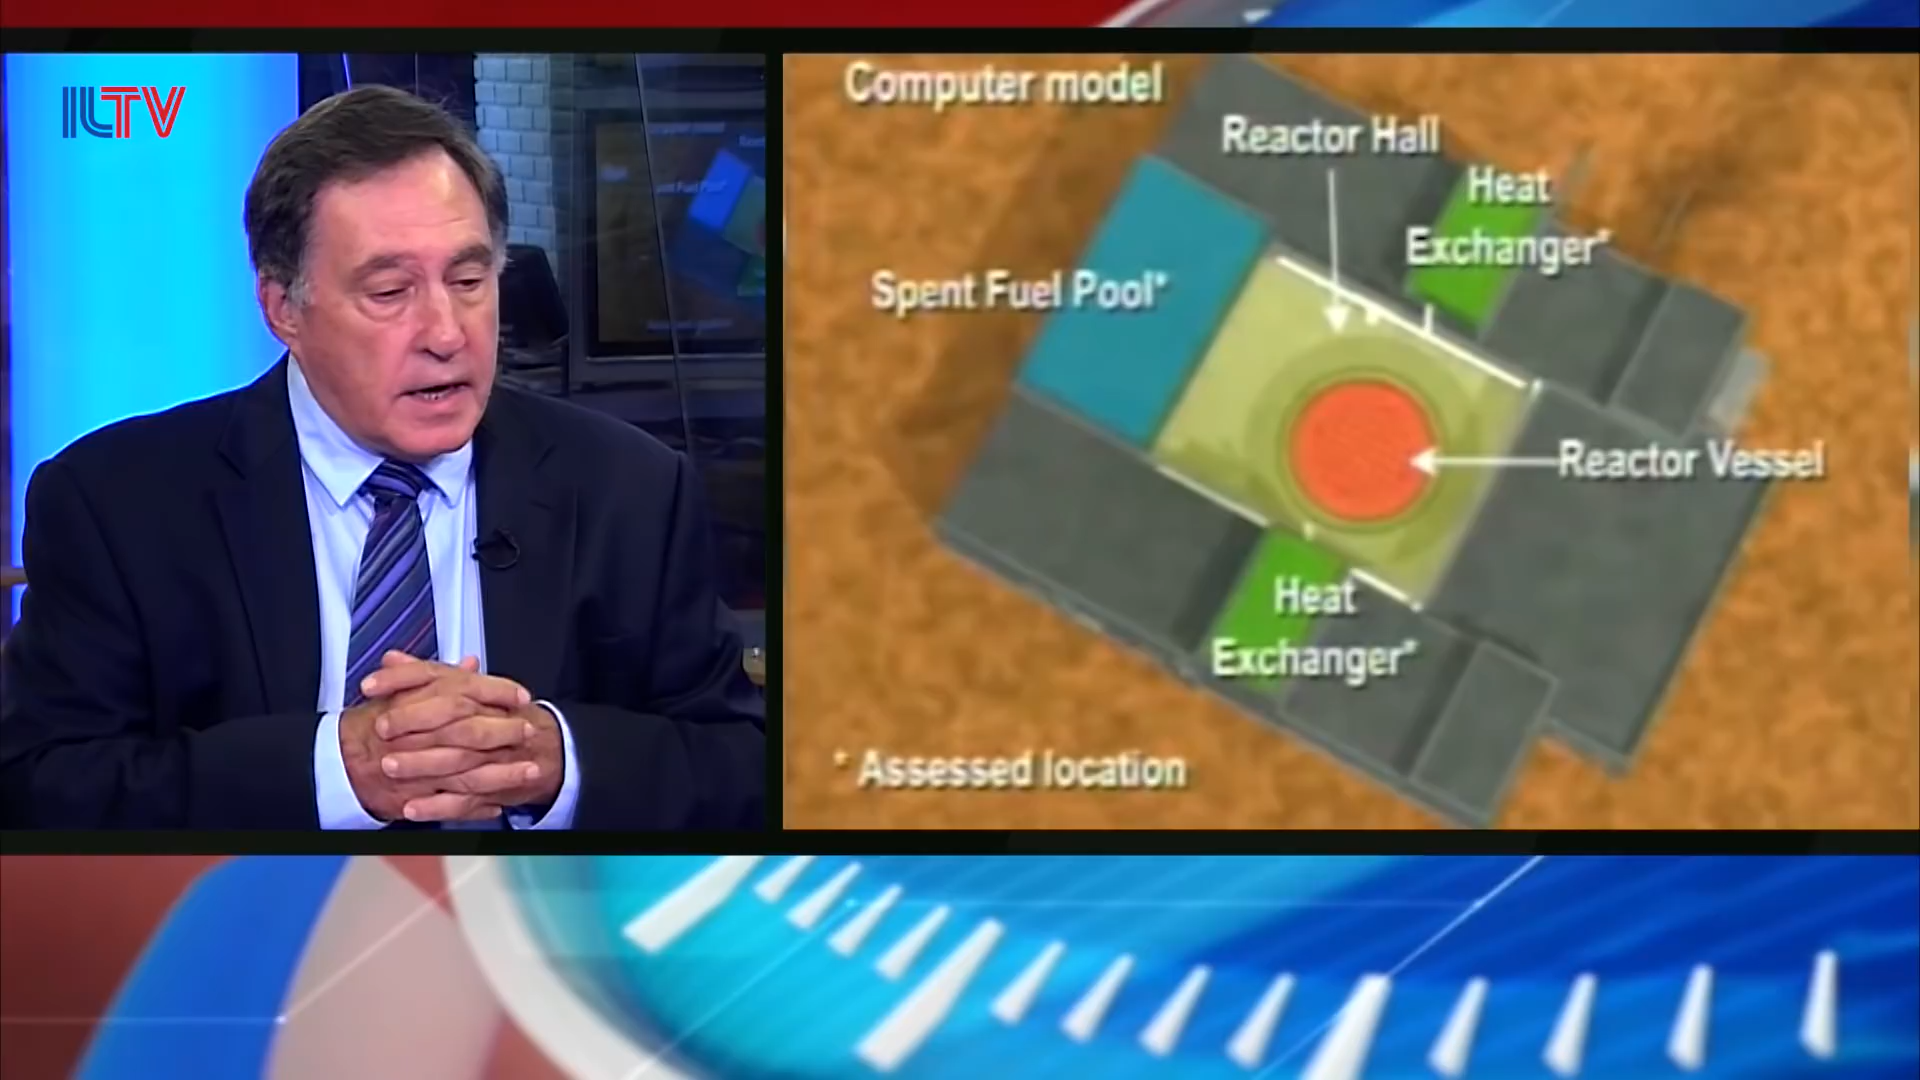 ILTV
Computer model
Reactor Hall
Heat
Exchanger*
Spent Fuel Pool*
Reactor Vessel
Heat
Exchanger*
* Assessed location